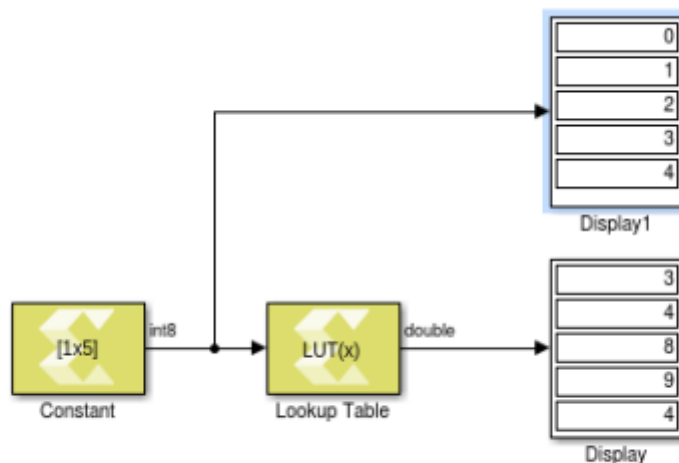 0
1
2
3
4
Display1
[1x5]
int8
Constant
LUT(x)
double
Lookup Table
3
4
8
9
4
Display